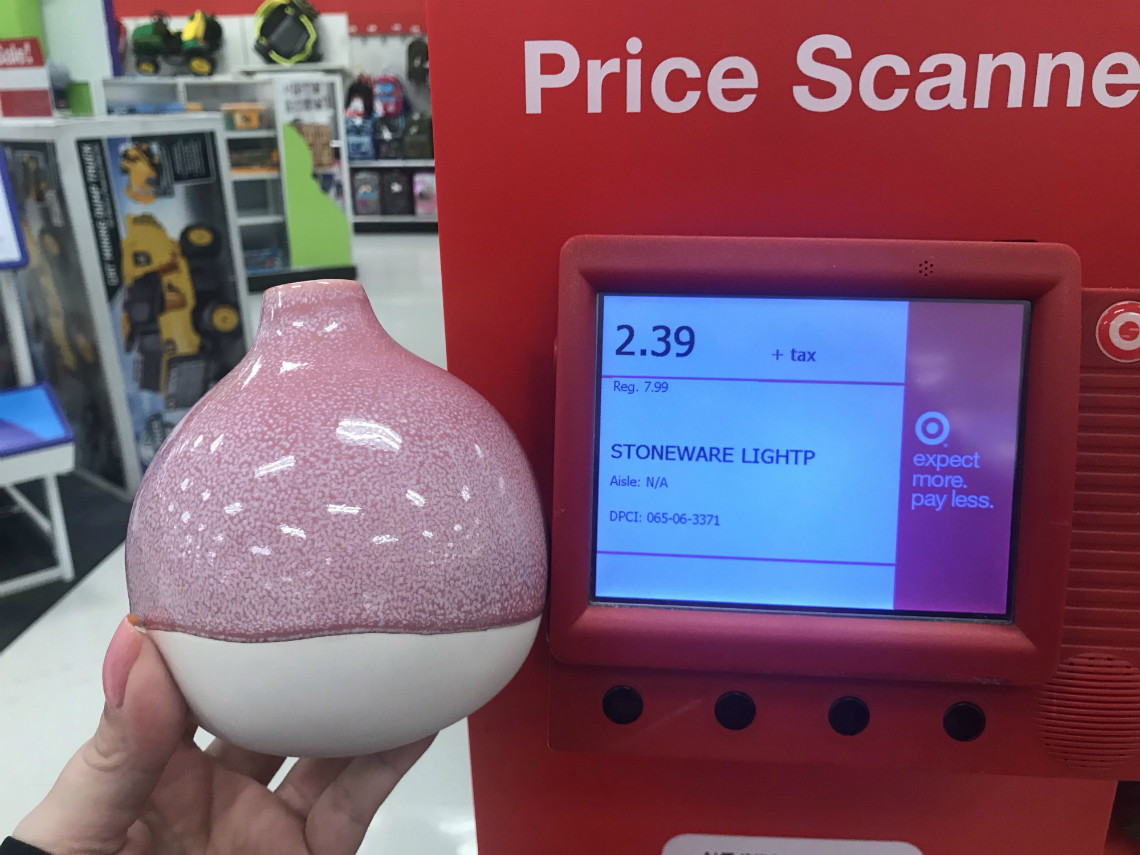 Sale!
Price Scanne
2.39 + tax
Reg. 7.99
STONEWARE LIGHTP
Aisle: N/A
DPCI: 065-06-3371
expect
more.
pay less.